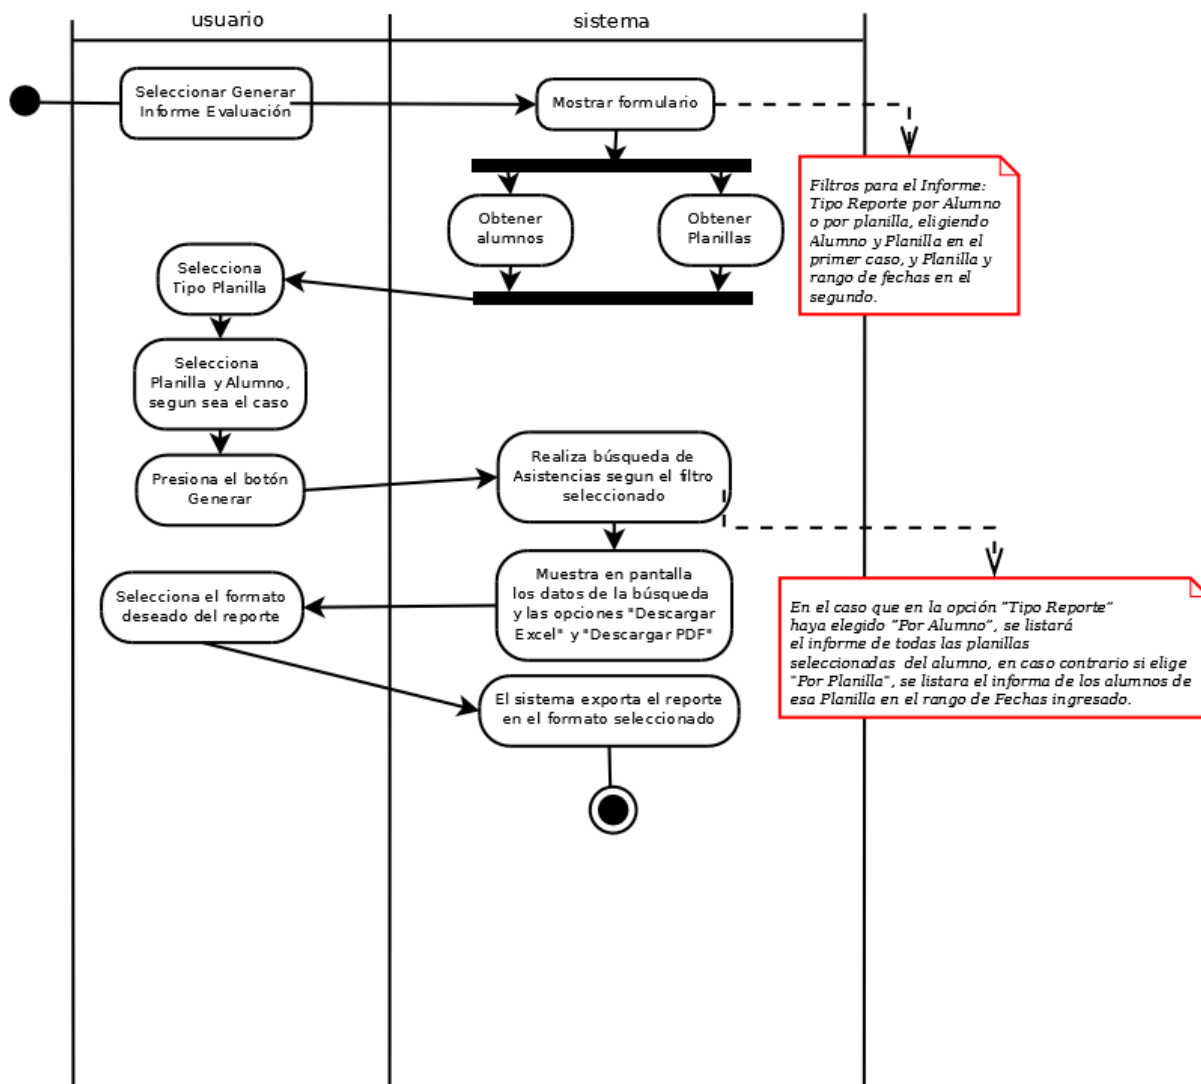 usuario
sistema
Seleccionar Generar
Informe Evaluación
Mostrar formulario
Filtros para el Informe:
Tipo Reporte por Alumno
o por planilla, eligiendo
Alumno y Planilla en el
primer caso, y Planilla y
rango de fechas en el
segundo.
Obtener
alumnos
Obtener
Planillas
Selecciona
Tipo Planilla
Selecciona
Planilla y Alumno,
segun sea el caso
Presiona el botón
Generar
Realiza búsqueda de
Asistencias segun el filtro
seleccionado
Muestra en pantalla
los datos de la búsqueda
y las opciones "Descargar
Excel" y "Descargar PDF"
Selecciona el formato
deseado del reporte
En el caso que en la opción "Tipo Reporte"
haya elegido "Por Alumno", se listará
el informe de todas las planillas
seleccionadas del alumno, en caso contrario si elige
"Por Planilla", se listara el informa de los alumnos de
esa Planilla en el rango de Fechas ingresado.
El sistema exporta el reporte
en el formato seleccionado